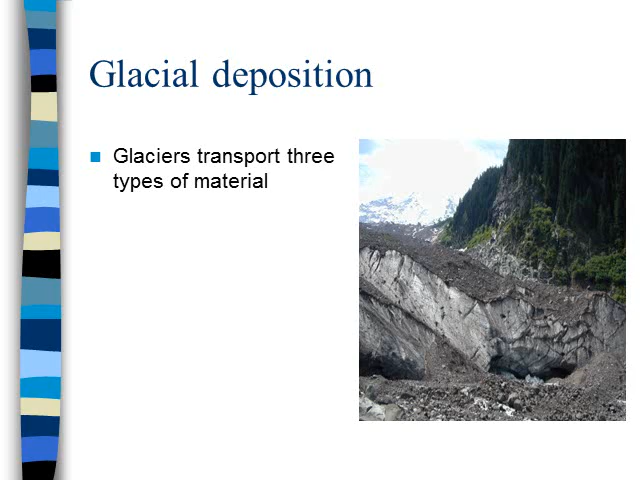 Glacial deposition
Glaciers transport three
types of material